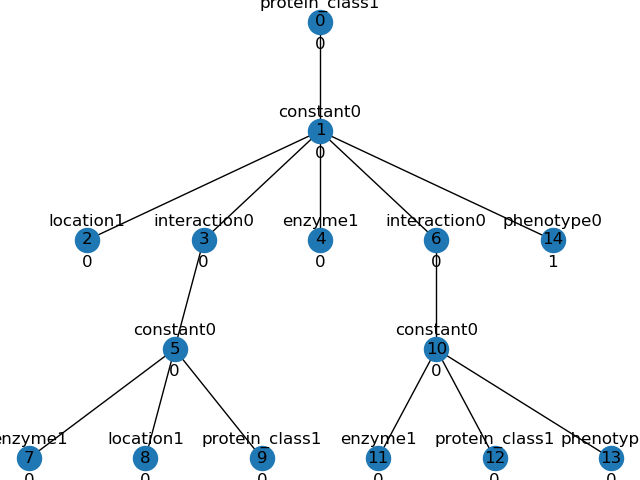 protein_class1
0
0
constant0
1
0
location1 interaction0 enzyme1 interaction0 phenotype0
2 3 4 6 14
0 0 0 0 1
constant0 constant0
5 10
0 0
location1 protein_class1 enzyme1 protein_class1
7 8 9 11 12 13
0 0 0 0 0 0